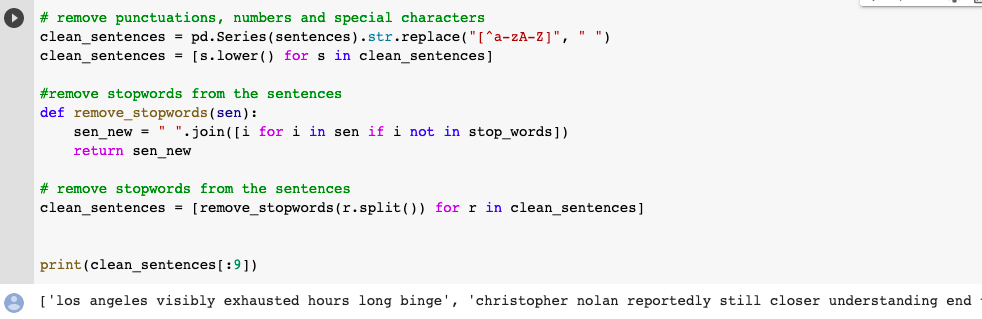 # remove punctuations, numbers and special characters
clean_sentences = pd.Series(sentences).str.replace("[^a-zA-Z]", " ")
clean_sentences = [s.lower() for s in clean_sentences]
#remove stopwords from the sentences
def remove_stopwords(sen):
    sen_new = " ".join([i for i in sen if i not in stop_words])
    return sen_new
# remove stopwords from the sentences
clean_sentences = [remove_stopwords(r.split()) for r in clean_sentences]
print(clean_sentences[:9])
['los angeles visibly exhausted hours long binge', 'christopher nolan reportedly still closer understanding end